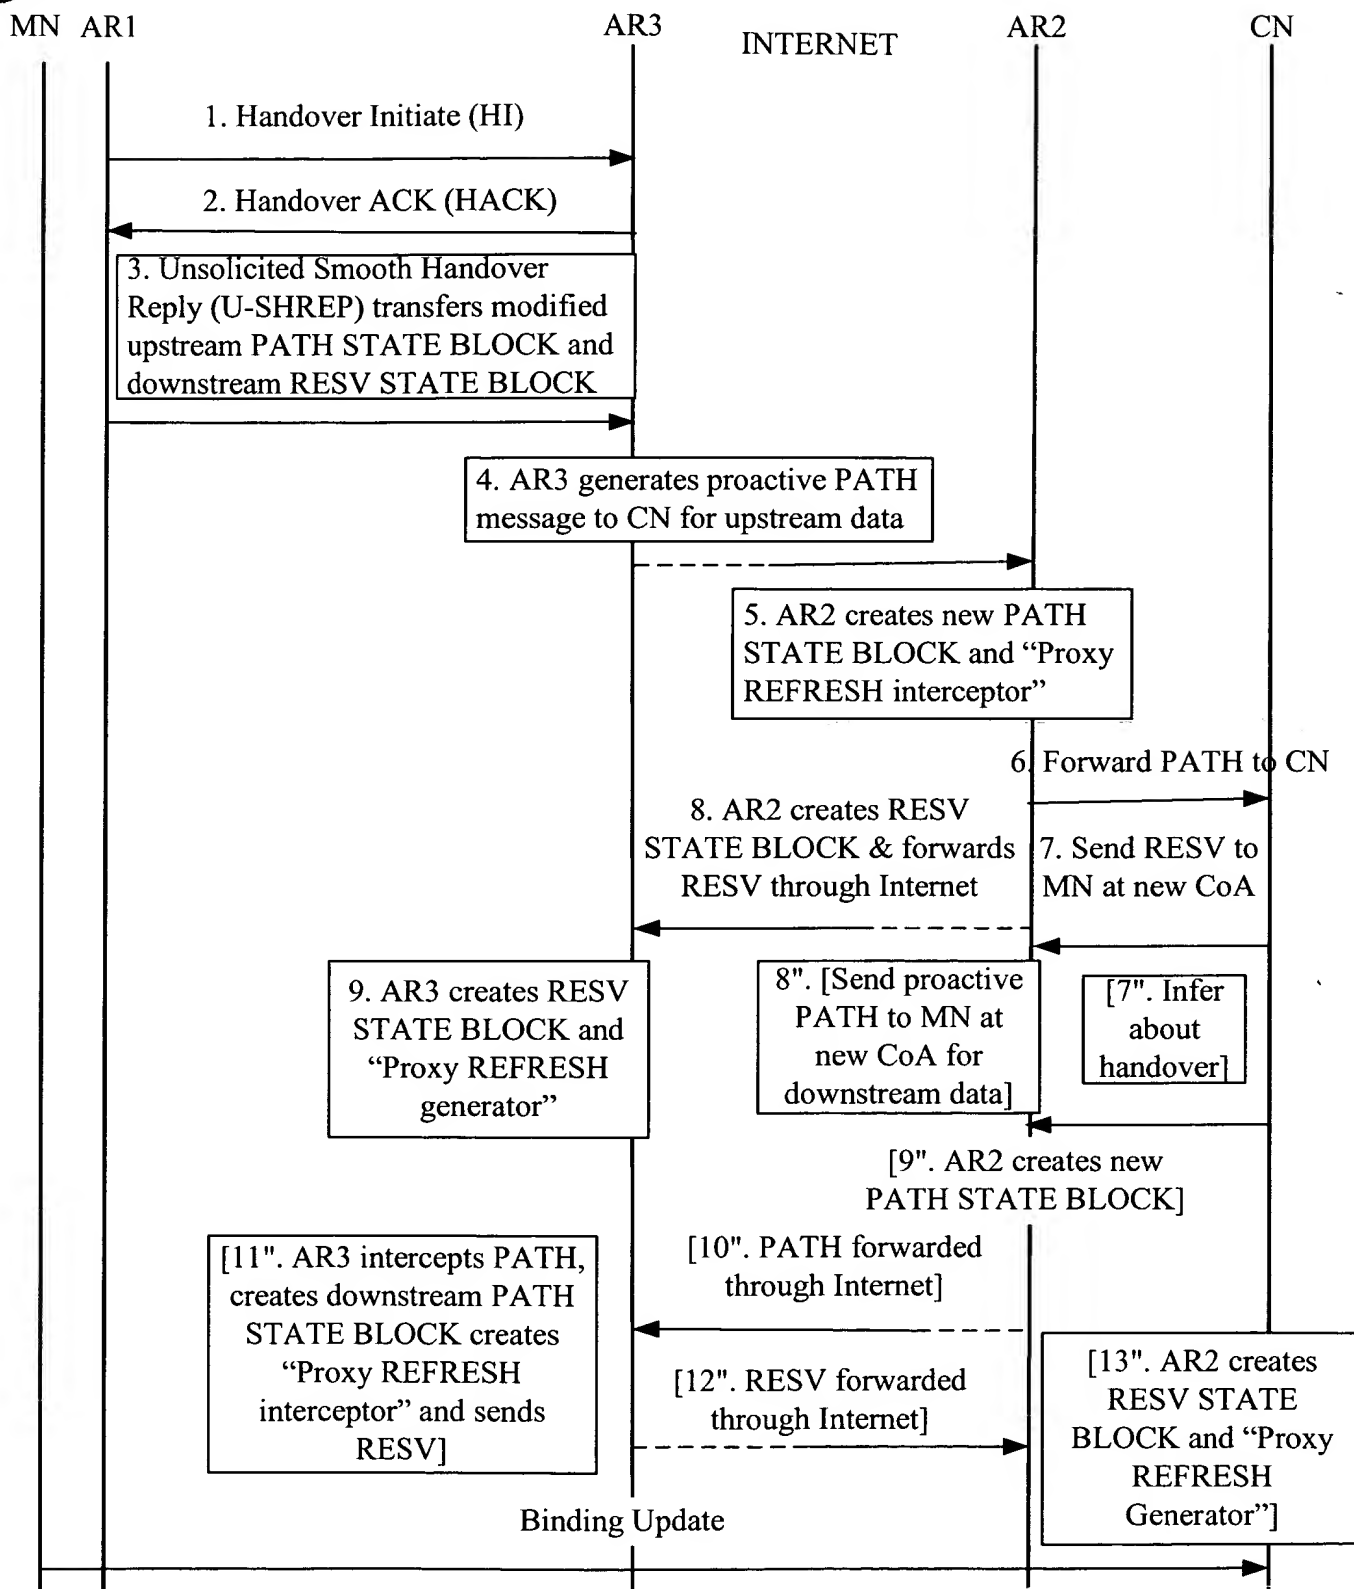 MN AR1 AR3 INTERNET AR2 CN
1. Handover Initiate (HI)
2. Handover ACK (HACK)
3. Unsolicited Smooth Handover
Reply (U-SHREP) transfers modified
upstream PATH STATE BLOCK and
downstream RESV STATE BLOCK
4. AR3 generates proactive PATH
message to CN for upstream data
5. AR2 creates new PATH
STATE BLOCK and “Proxy
REFRESH interceptor”
6. Forward PATH to CN
8. AR2 creates RESV
STATE BLOCK & forwards
RESV through Internet
7. Send RESV to
MN at new CoA
9. AR3 creates RESV
STATE BLOCK and
“Proxy REFRESH
generator”
8". [Send proactive
PATH to MN at
new CoA for
downstream data]
[7". Infer
about
handover]
[9". AR2 creates new
PATH STATE BLOCK]
[11". AR3 intercepts PATH,
creates downstream PATH
STATE BLOCK creates
“Proxy REFRESH
interceptor” and sends
RESV]
[10". PATH forwarded
through Internet]
[12". RESV forwarded
through Internet]
[13". AR2 creates
RESV STATE
BLOCK and “Proxy
REFRESH
Generator”]
Binding Update